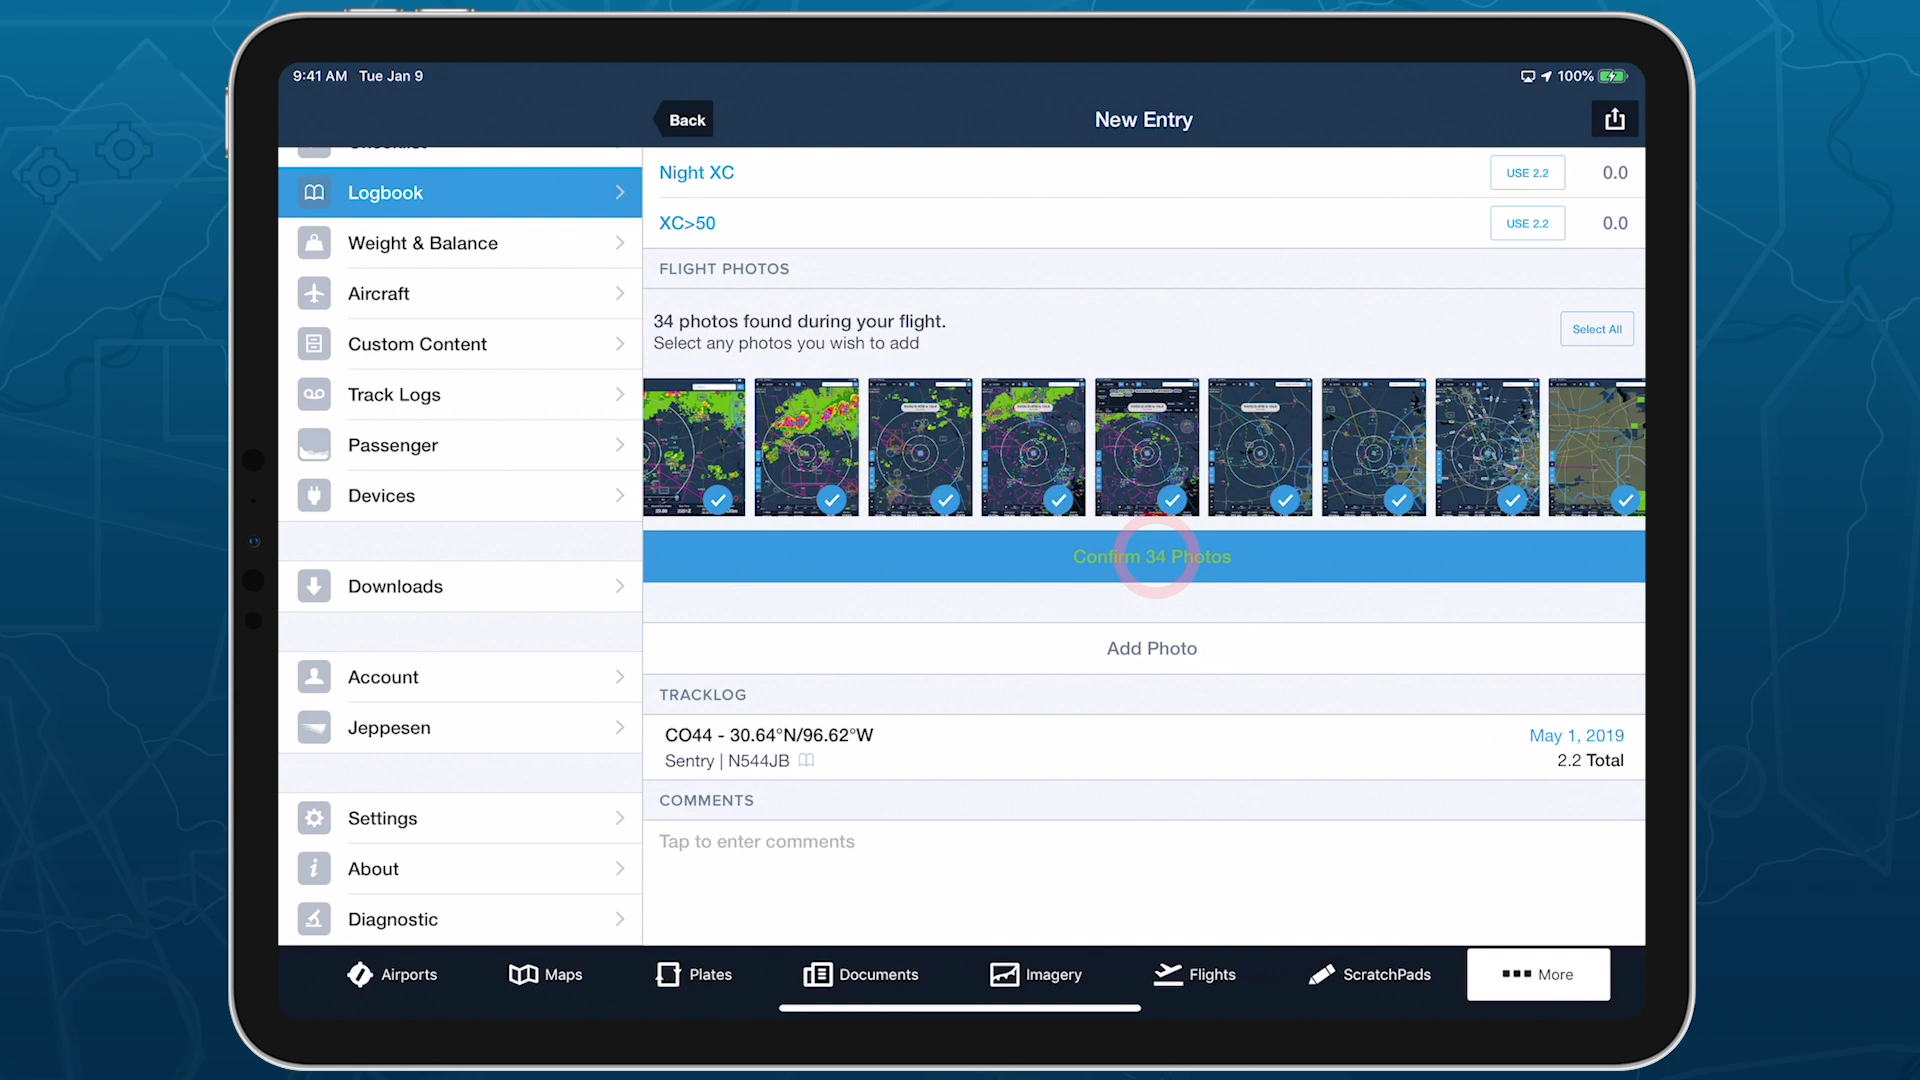 9:41 AM Tue Jan 9
100%
Back
New Entry
Logbook
Weight & Balance
Aircraft
Custom Content
Track Logs
Passenger
Devices
Downloads
Account
Jeppesen
Settings
About
Diagnostic
Night XC USE 2.2 0.0
XC>50 USE 2.2 0.0
FLIGHT PHOTOS
34 photos found during your flight.
Select any photos you wish to add
Select All
Confirm 34 Photos
Add Photo
TRACKLOG
CO44 - 30.64°N/96.62°W May 1, 2019
Sentry | N544JB 2.2 Total
COMMENTS
Tap to enter comments
Airports Maps Plates Documents Imagery Flights ScratchPads More